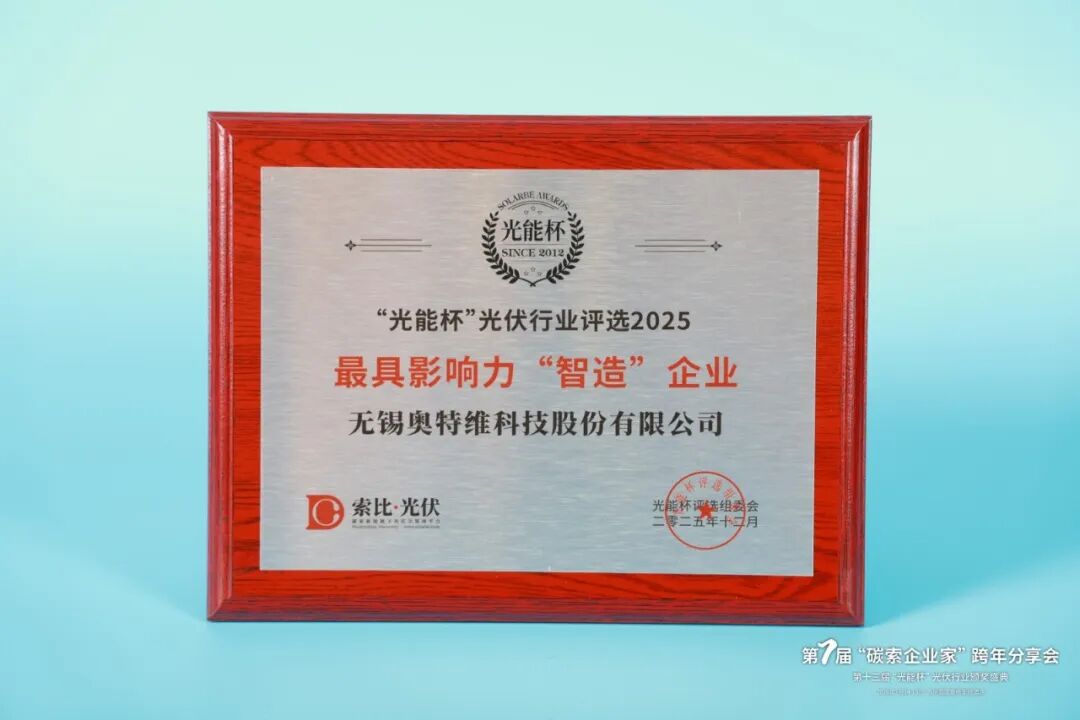 SOLARBE AWARDS
光能杯
SINCE 2012
“光能杯”光伏行业评选2025
最具影响力“智造”企业
无锡奥特维科技股份有限公司
索比·光伏
光能杯评选组委会
二零二五年十二月
第7届“碳索企业家”跨年分享会
第十三届“光能杯”光伏行业颁奖盛典